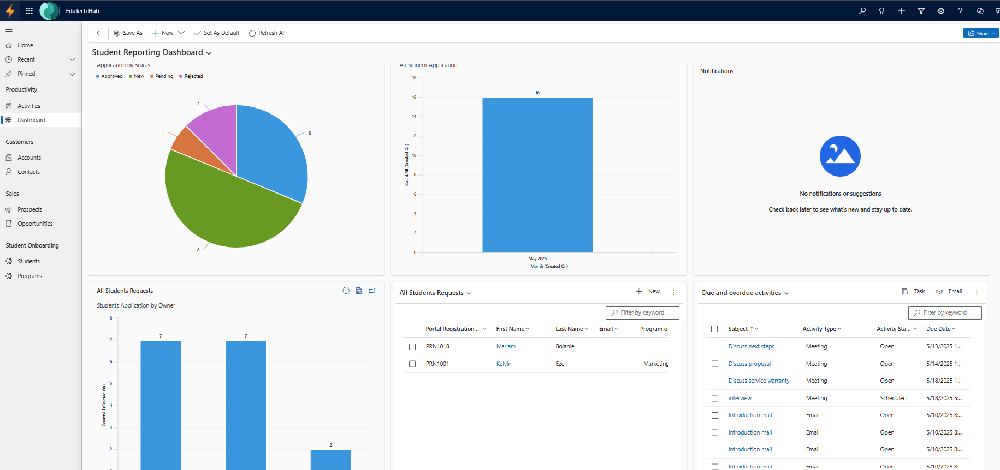 EduTech Hub
Save As
New
Set As Default
Refresh All
Share
Home
Recent
Pinned
Productivity
Activities
Dashboard
Customers
Accounts
Contacts
Sales
Prospects
Opportunities
Student Onboarding
Students
Programs
Student Reporting Dashboard
Application by Status
Approved New Pending Rejected
2
1
5
8
All Student Application
18
16
14
12
10
8
6
4
2
0
16
Count:All (Created On)
May 2025
Month (Created On)
Notifications
No notifications or suggestions
Check back later to see what's new and stay up to date.
All Students Requests
Students Application by Owner
8
7
6
5
4
3
2
7
7
2
Count:All (Created On)
All Students Requests
New
Filter by keyword
Portal Registration ... First Name Last Name Email Program of
PRN1018 Mariam Bolanle
PRN1001 Kelvin Eze Marketing
Due and overdue activities
Task
Email
Filter by keyword
Subject ↑ Activity Type Activity Sta... Due Date
Discuss next steps Meeting Open 5/13/2025 1...
Discuss proposal Meeting Open 5/14/2025 1...
Discuss service warranty Meeting Open 5/18/2025 1...
interview Meeting Scheduled 5/18/2025 5:...
Introduction mail Email Open 5/10/2025 8:...
Introduction mail Email Open 5/10/2025 8:...
Introduction mail Email Open 5/10/2025 8:...
Introduction mail Email Open 5/10/2025 8:...